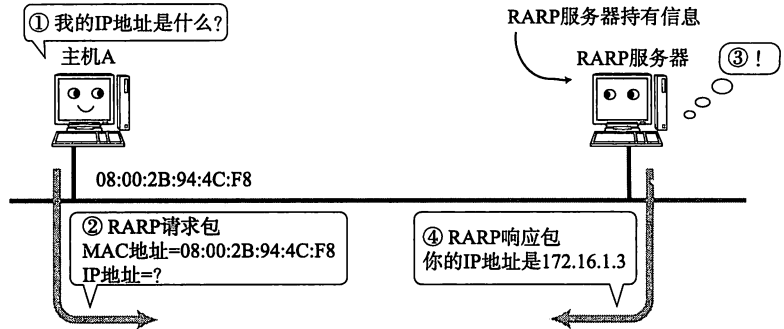 ① 我的IP地址是什么?
主机A
RARP服务器持有信息
RARP服务器
③ !
08:00:2B:94:4C:F8
② RARP请求包
MAC地址=08:00:2B:94:4C:F8
IP地址=?
④ RARP响应包
你的IP地址是172.16.1.3